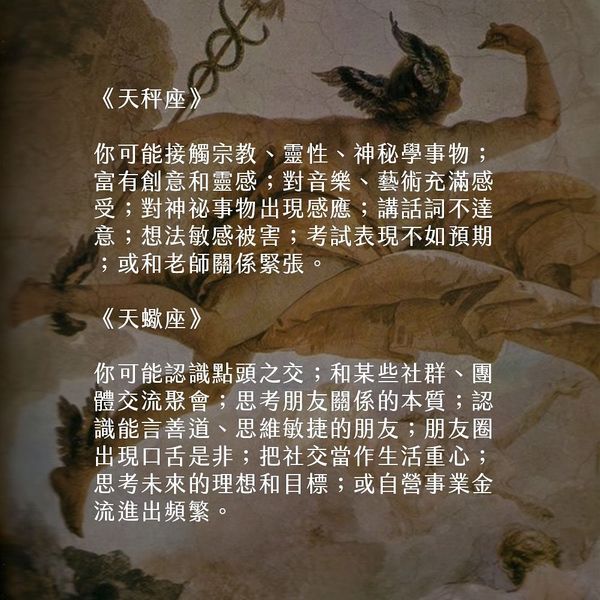 《天秤座》
你可能接觸宗教、靈性、神秘學事物；
富有創意和靈感；對音樂、藝術充滿感
受；對神祕事物出現感應；講話詞不達
意；想法敏感被害；考試表現不如預期
；或和老師關係緊張。
《天蠍座》
你可能認識點頭之交；和某些社群、團
體交流聚會；思考朋友關係的本質；認
識能言善道、思維敏捷的朋友；朋友圈
出現口舌是非；把社交當作生活重心；
思考未來的理想和目標；或自營事業金
流進出頻繁。